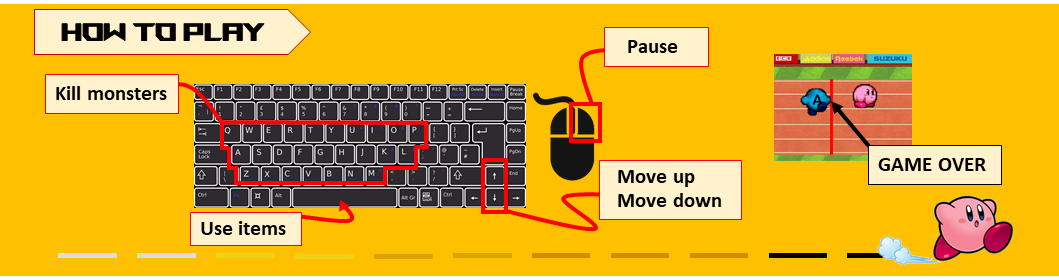 HOW TO PLAY
Pause
Kill monsters
Esc F1 F2 F3 F4 F5 F6 F7 F8 F9 F10 F11 F12 Prt Sc Delete Insert Pause Break
Home
Q W E R T Y U I O P
PgUp
Caps Lock A S D F G H J K L
PgDn
Z X C V B N M
End
Ctrl Alt Alt Gr Ctrl
SUZUKU
A
GAME OVER
Move up
Move down
Use items